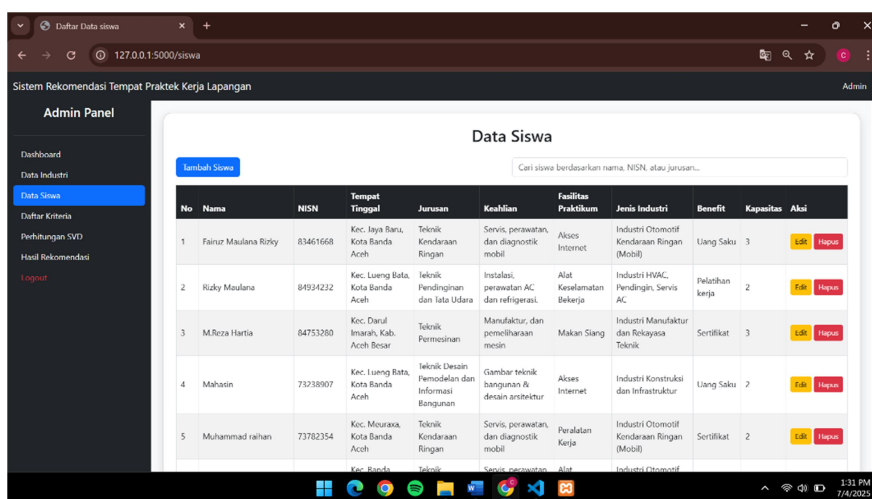 Daftar Data siswa
127.0.0.1:5000/siswa
C
Sistem Rekomendasi Tempat Praktek Kerja Lapangan
Admin
Admin Panel
Dashboard
Data Industri
Data Siswa
Daftar Kriteria
Perhitungan SVD
Hasil Rekomendasi
Logout
Data Siswa
Tambah Siswa
Cari siswa berdasarkan nama, NISN, atau jurusan...
No Nama NISN Tempat Tinggal Jurusan Keahlian Fasilitas Praktikum Jenis Industri Benefit Kapasitas Aksi
1 Fairuz Maulana Rizky 83461668 Kec. Jaya Baru, Kota Banda Aceh Teknik Kendaraan Ringan Servis, perawatan, dan diagnostik mobil Akses Internet Industri Otomotif Kendaraan Ringan (Mobil) Uang Saku 3 Edit Hapus
2 Rizky Maulana 84934232 Kec. Lueng Bata, Kota Banda Aceh Teknik Pendinginan dan Tata Udara Instalasi, perawatan AC dan refrigerasi. Alat Keselamatan Bekerja Industri HVAC, Pendingin, Servis AC Pelatihan kerja 2 Edit Hapus
3 M.Reza Hartia 84753280 Kec. Darul Imarah, Kab. Aceh Besar Teknik Permesinan Manufaktur, dan pemeliharaan mesin Makan Siang Industri Manufaktur dan Rekayasa Teknik Sertifikat 3 Edit Hapus
4 Mahasin 73238907 Kec. Lueng Bata, Kota Banda Aceh Teknik Desain Pemodelan dan Informasi Bangunan Gambar teknik bangunan & desain arsitektur Akses Internet Industri Konstruksi dan Infrastruktur Uang Saku 2 Edit Hapus
5 Muhammad raihan 73782354 Kec. Meuraxa, Kota Banda Aceh Teknik Kendaraan Ringan Servis, perawatan, dan diagnostik mobil Peralatan Kerja Industri Otomotif Kendaraan Ringan (Mobil) Sertifikat 2 Edit Hapus
Kec. Banda Teknik Servis, perawatan, Alat Industri Otomotif
1:31 PM
7/4/2025